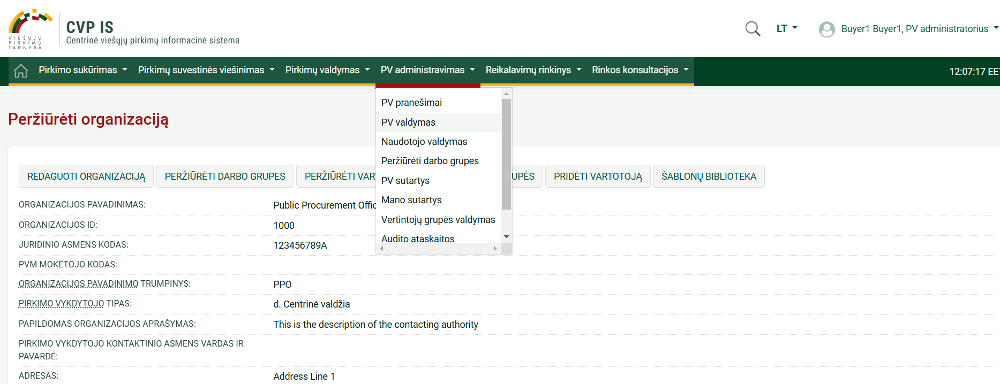 VIEŠŲJŲ
PIRKIMŲ
TARNYBA
CVP IS
Centrinė viešųjų pirkimų informacinė sistema
LT
Buyer1 Buyer1, PV administratorius
Pirkimo sukūrimas
Pirkimų suvestinės viešinimas
Pirkimų valdymas
PV administravimas
Reikalavimų rinkinys
Rinkos konsultacijos
12:07:17 EET
PV pranešimai
PV valdymas
Naudotojo valdymas
Peržiūrėti darbo grupes
PV sutartys
Mano sutartys
Vertintojų grupės valdymas
Audito ataskaitos
Peržiūrėti organizaciją
REDAGUOTI ORGANIZACIJĄ
PERŽIŪRĖTI DARBO GRUPES
PERŽIŪRĖTI
PRIDĖTI VARTOTOJĄ
ŠABLONŲ BIBLIOTEKA
ORGANIZACIJOS PAVADINIMAS: Public Procurement
ORGANIZACIJOS ID: 1000
JURIDINIO ASMENS KODAS: 123456789A
PVM MOKĖTOJO KODAS:
ORGANIZACIJOS PAVADINIMO TRUMPINYS: PPO
PIRKIMO VYKDYTOJO TIPAS: d. Centrinė valdžia
PAPILDOMAS ORGANIZACIJOS APRAŠYMAS: This is the description of the contacting authority
PIRKIMO VYKDYTOJO KONTAKTINIO ASMENS VARDAS IR
PAVARDĖ:
ADRESAS: Address Line 1